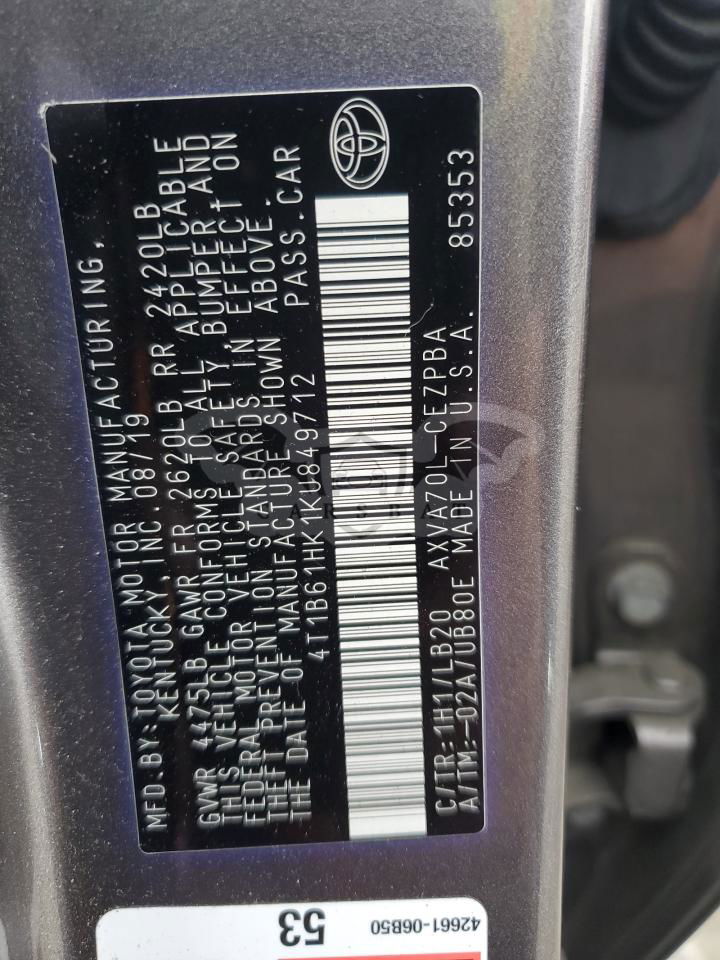 MFD.BY:TOYOTA MOTOR MANUFACTURING,
KENTUCKY, INC.08/19
GVWR 4475LB GAWR FR 2620LB RR 2420LB
THIS VEHICLE CONFORMS TO ALL APPLICABLE
FEDERAL MOTOR VEHICLE SAFETY, BUMPER AND
THEFT PREVENTION STANDARDS IN EFFECT ON
THE DATE OF MANUFACTURE SHOWN ABOVE.
4T1B61HK1KU849712 PASS.CAR
C/TR:1H1/LB20 AXVA70L-CEZPBA
A/TM:-02A/UB80E MADE IN U.S.A. 85353
42661-06B50
53